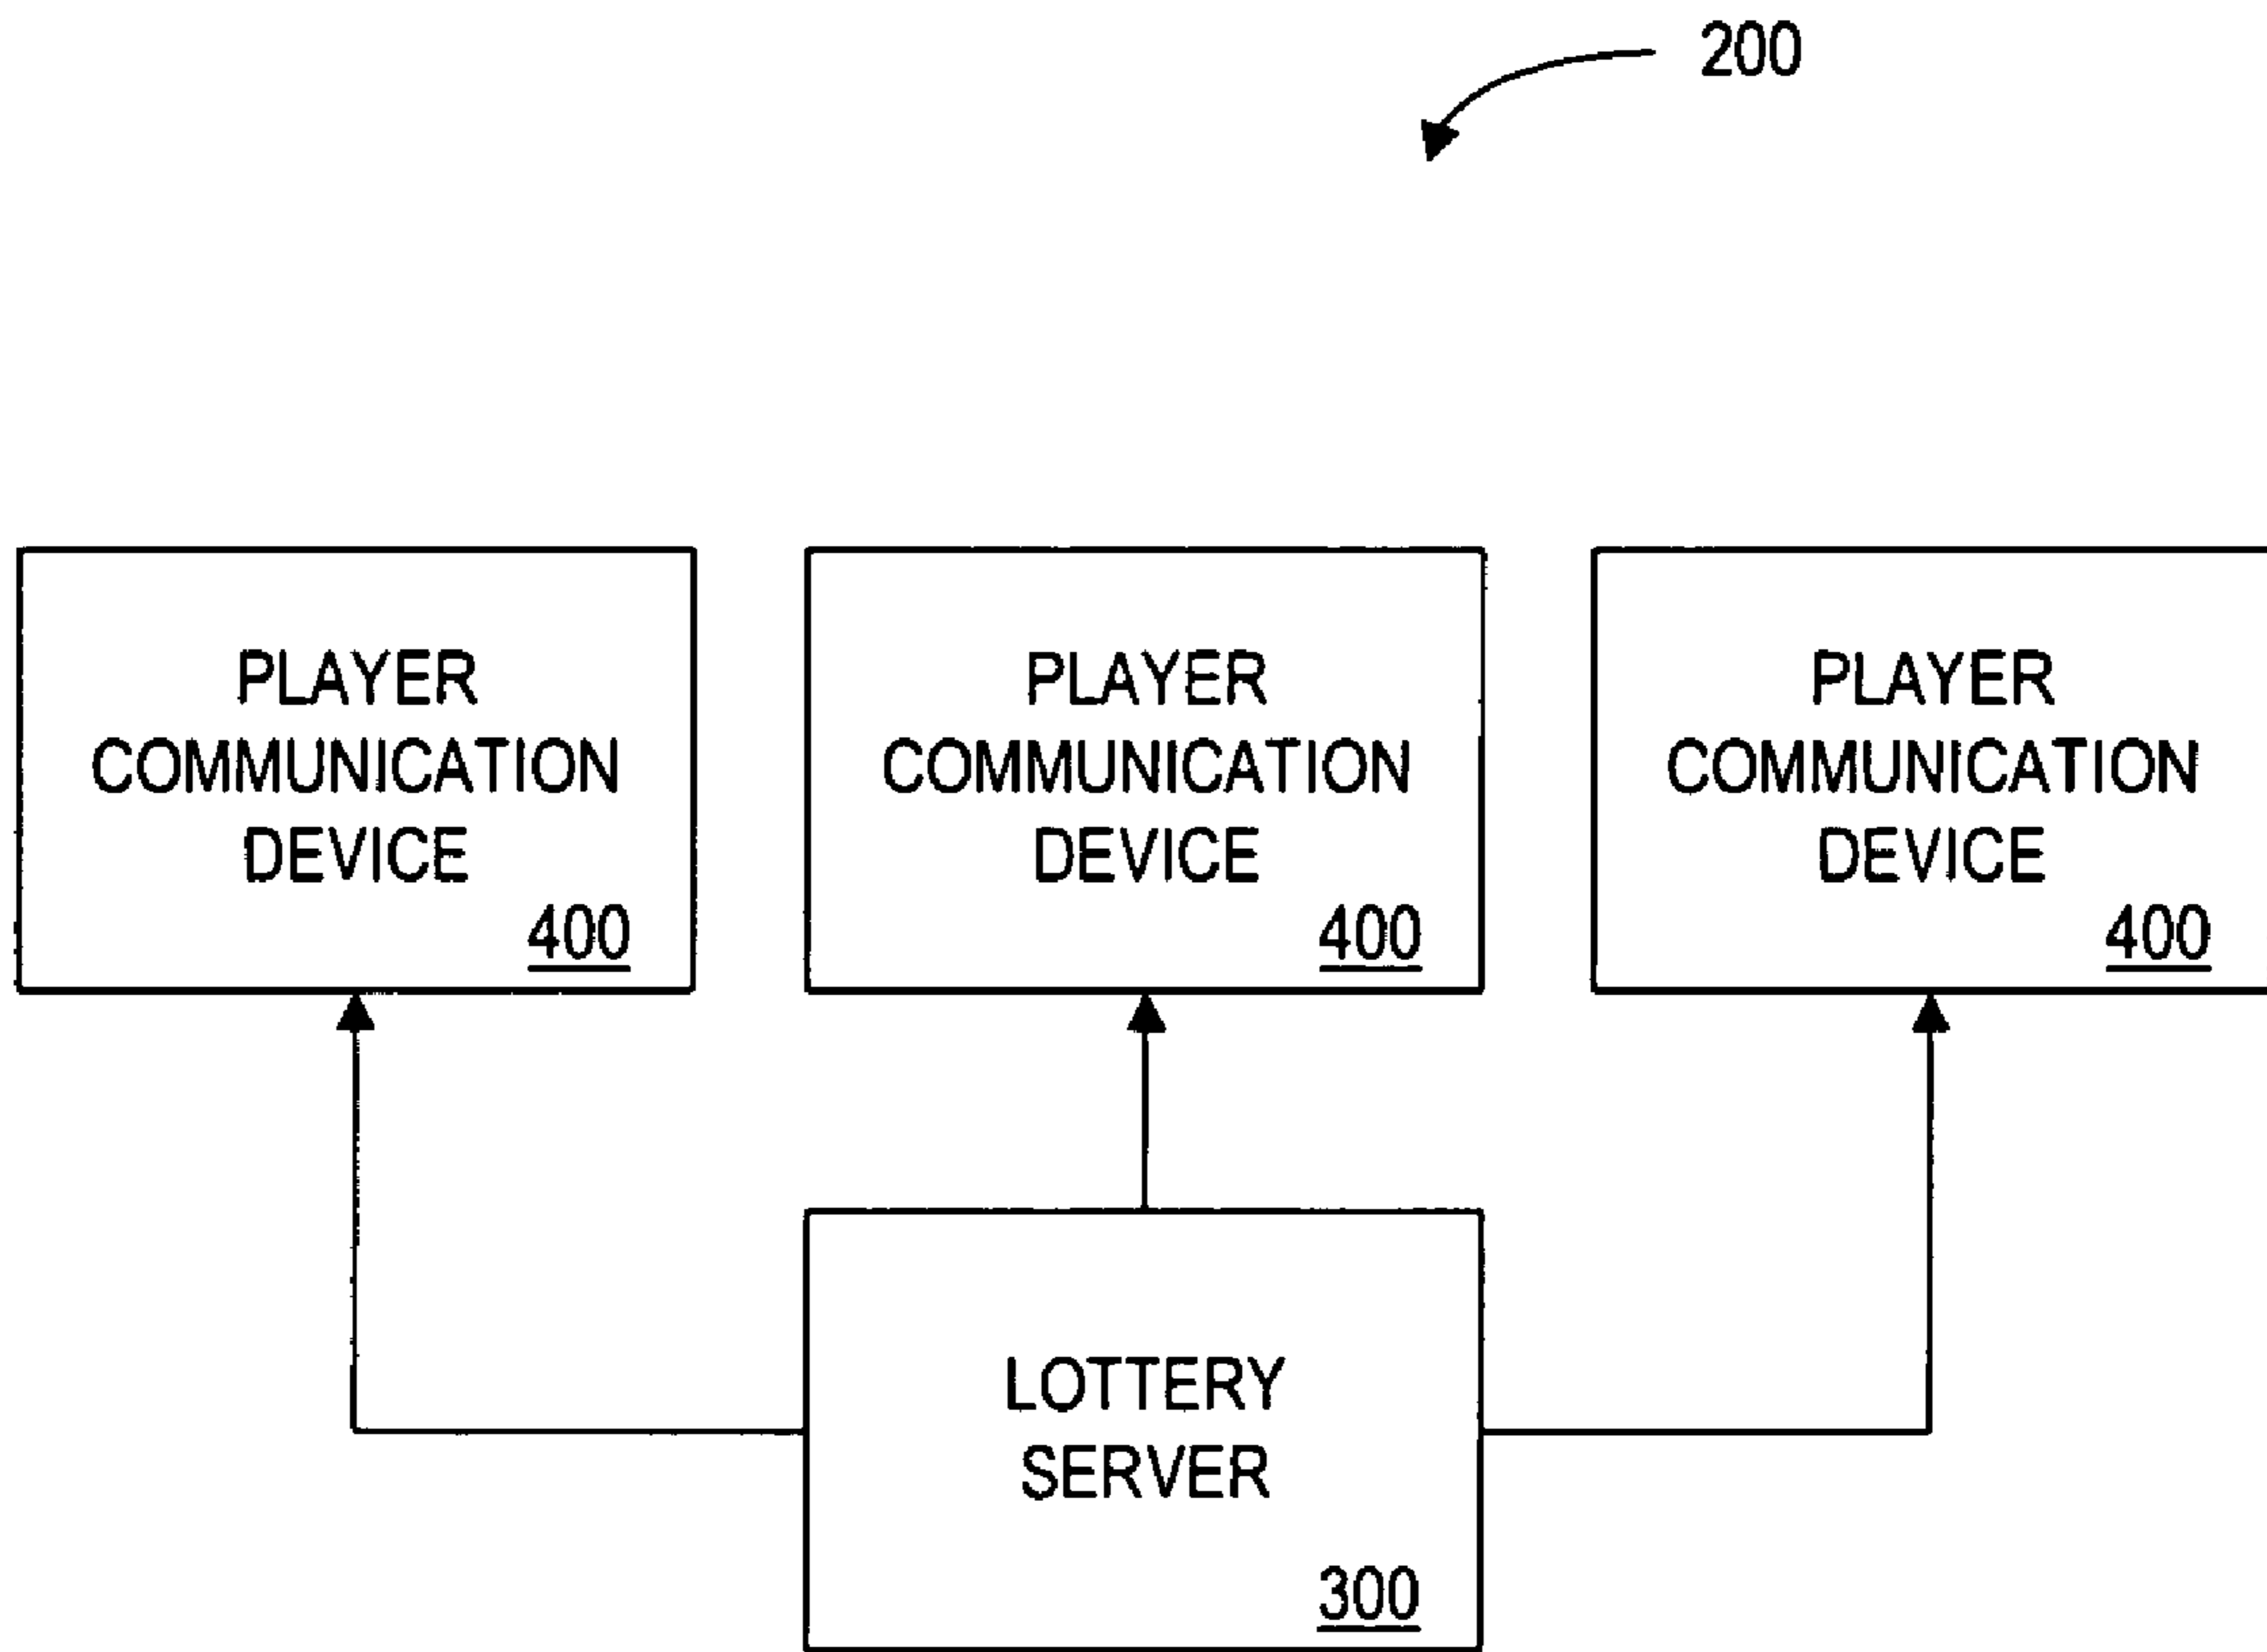 200
PLAYER
COMMUNICATION
DEVICE
400
PLAYER
COMMUNICATION
DEVICE
400
PLAYER
COMMUNICATION
DEVICE
400
LOTTERY
SERVER
300